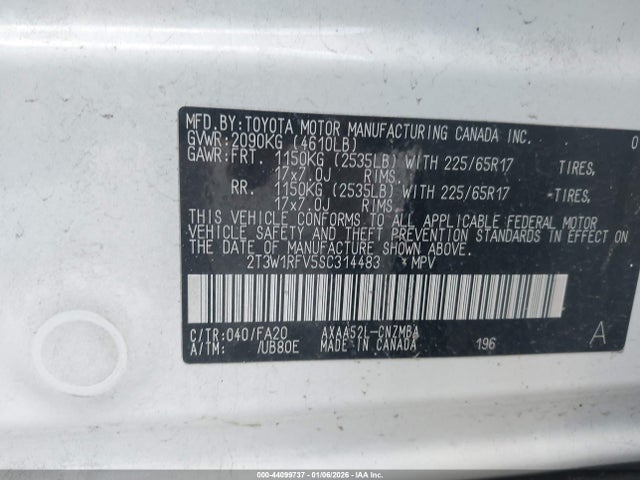 MFD.BY:TOYOTA MOTOR MANUFACTURING CANADA INC. 0
GVWR:2090KG (4610LB)
GAWR:FRT. 1150KG (2535LB) WITH 225/65R17 TIRES,
17x7.0J RIMS.
RR. 1150KG (2535LB) WITH 225/65R17 TIRES,
17x7.0J RIMS.
THIS VEHICLE CONFORMS TO ALL APPLICABLE FEDERAL MOTOR
VEHICLE SAFETY AND THEFT PREVENTION STANDARDS IN EFFECT ON
THE DATE OF MANUFACTURE SHOWN ABOVE.
2T3W1RFV5SC314483 *MPV
C/TR:040/FA20 AXAA52L-CNZMBA
A/TM: /UB80E MADE IN CANADA 196 A
000-44099737 - 01/06/2026 - IAA Inc.